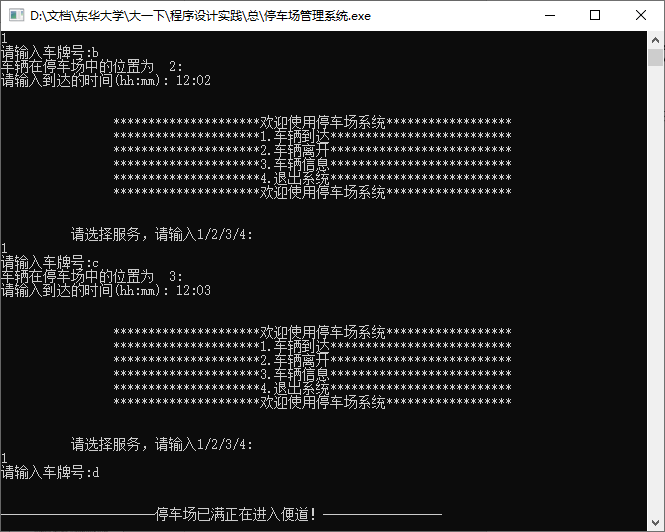 D:\文档\东华大学\大一下\程序设计实践\总\停车场管理系统.exe
1
请输入车牌号:b
车辆在停车场中的位置为  2:
请输入到达的时间(hh:mm): 12:02
*********************欢迎使用停车场系统******************
*********************1.车辆到达**************************
*********************2.车辆离开**************************
*********************3.车辆信息**************************
*********************4.退出系统**************************
*********************欢迎使用停车场系统******************
请选择服务，请输入1/2/3/4:
1
请输入车牌号:c
车辆在停车场中的位置为  3:
请输入到达的时间(hh:mm): 12:03
*********************欢迎使用停车场系统******************
*********************1.车辆到达**************************
*********************2.车辆离开**************************
*********************3.车辆信息**************************
*********************4.退出系统**************************
*********************欢迎使用停车场系统******************
请选择服务，请输入1/2/3/4:
1
请输入车牌号:d
———————————停车场已满正在进入便道！————————